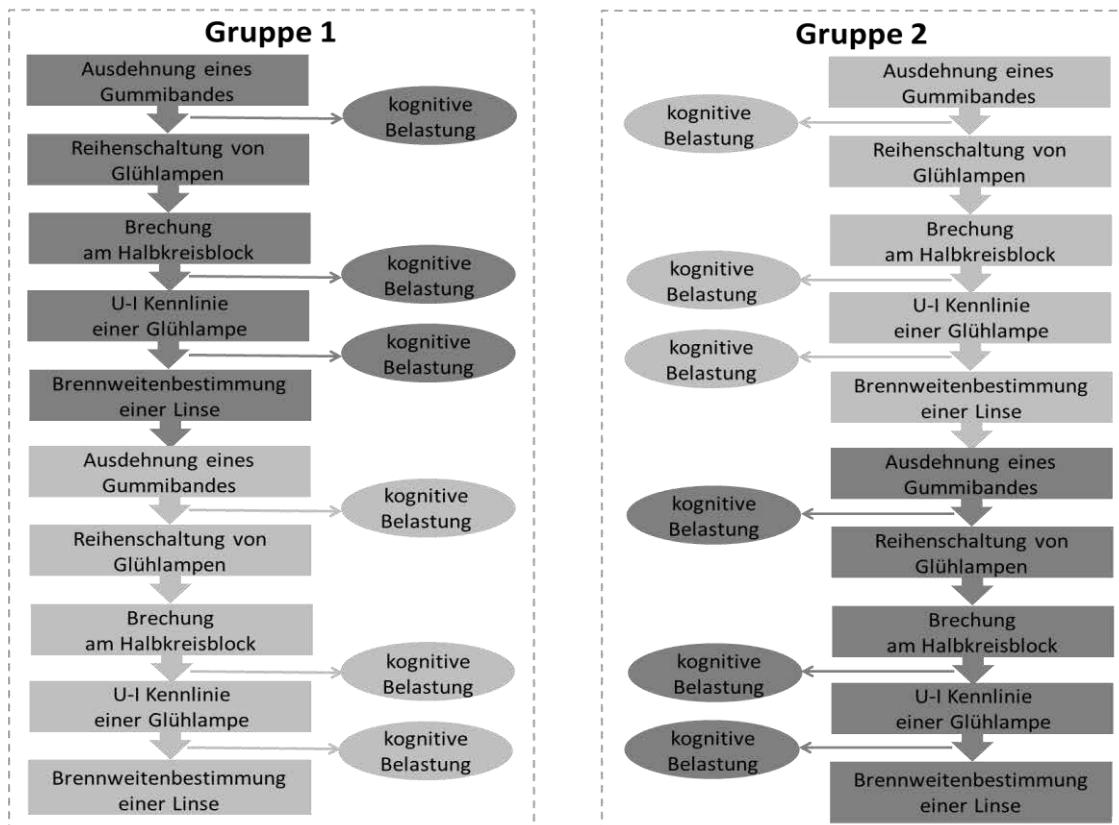 Gruppe 1
Ausdehnung eines
Gummibandes
kognitive
Belastung
Reihenschaltung von
Glühlampen
Brechung
am Halbkreisblock
kognitive
Belastung
U-I Kennlinie
einer Glühlampe
kognitive
Belastung
Brennweitenbestimmung
einer Linse
Ausdehnung eines
Gummibandes
kognitive
Belastung
Reihenschaltung von
Glühlampen
Brechung
am Halbkreisblock
kognitive
Belastung
U-I Kennlinie
einer Glühlampe
kognitive
Belastung
Brennweitenbestimmung
einer Linse
Gruppe 2
Ausdehnung eines
Gummibandes
kognitive
Belastung
Reihenschaltung von
Glühlampen
Brechung
am Halbkreisblock
kognitive
Belastung
U-I Kennlinie
einer Glühlampe
kognitive
Belastung
Brennweitenbestimmung
einer Linse
Ausdehnung eines
Gummibandes
kognitive
Belastung
Reihenschaltung von
Glühlampen
Brechung
am Halbkreisblock
kognitive
Belastung
U-I Kennlinie
einer Glühlampe
kognitive
Belastung
Brennweitenbestimmung
einer Linse